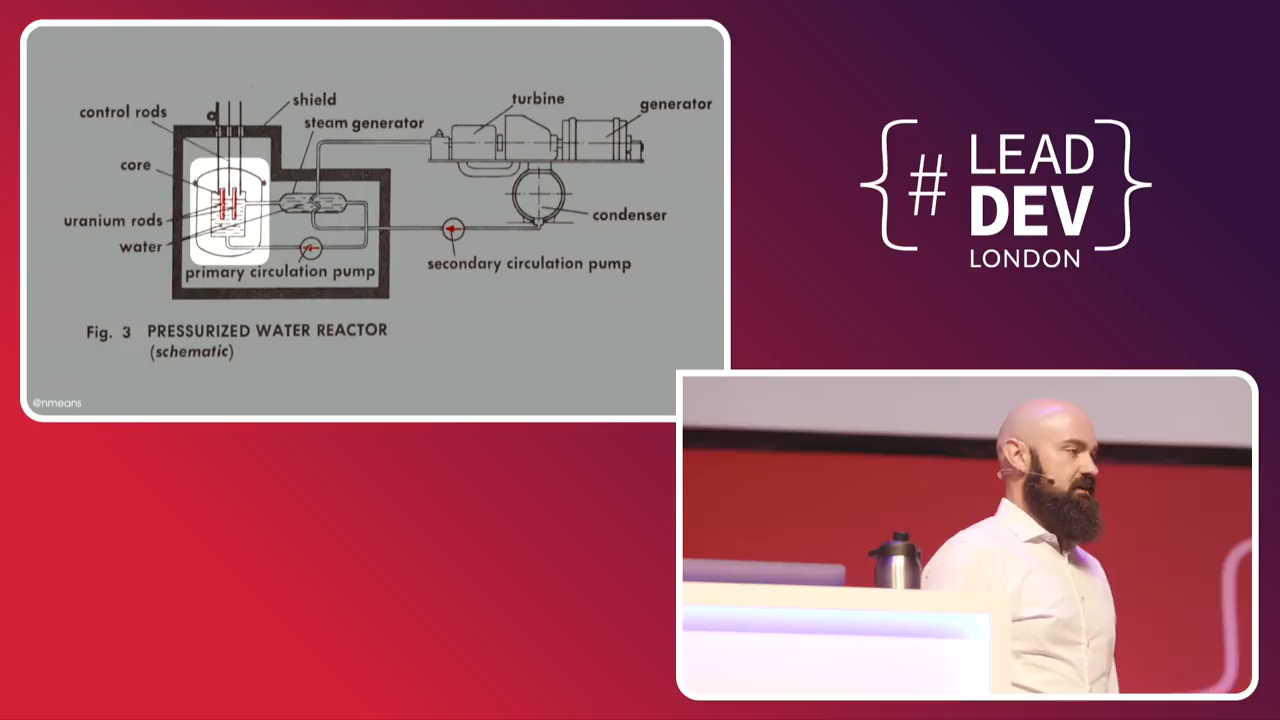 control rods
shield
steam generator
turbine
generator
core
uranium rods
water
condenser
primary circulation pump
secondary circulation pump
Fig. 3 PRESSURIZED WATER REACTOR
(schematic)
@nmeans
{# LEAD
DEV }
LONDON